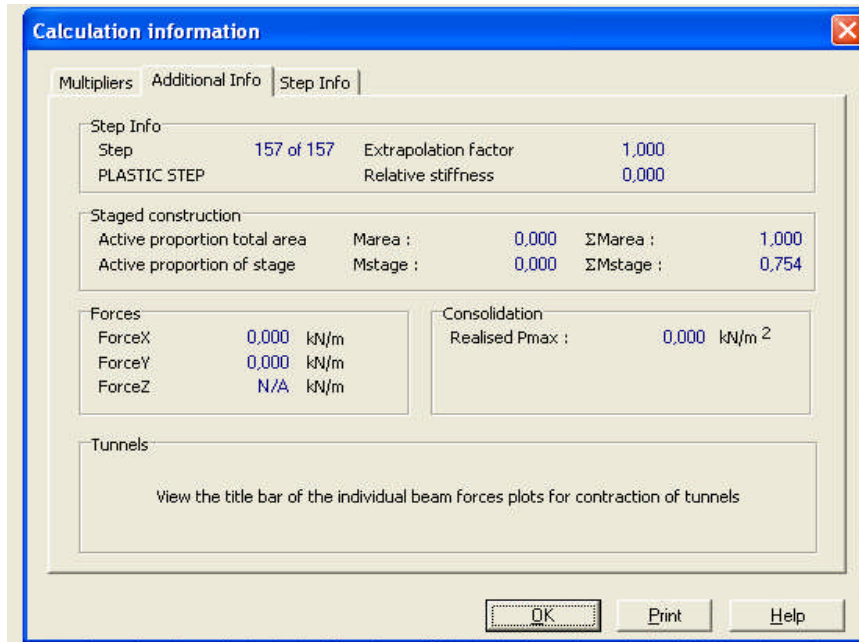 Calculation information
Multipliers Additional Info Step Info
Step Info
Step 157 of 157 Extrapolation factor 1,000
PLASTIC STEP Relative stiffness 0,000
Staged construction
Active proportion total area Marea : 0,000 ΣMarea : 1,000
Active proportion of stage Mstage : 0,000 ΣMstage : 0,754
Forces
ForceX 0,000 kN/m
ForceY 0,000 kN/m
ForceZ N/A kN/m
Consolidation
Realised Pmax : 0,000 kN/m 2
Tunnels
View the title bar of the individual beam forces plots for contraction of tunnels
OK Print Help